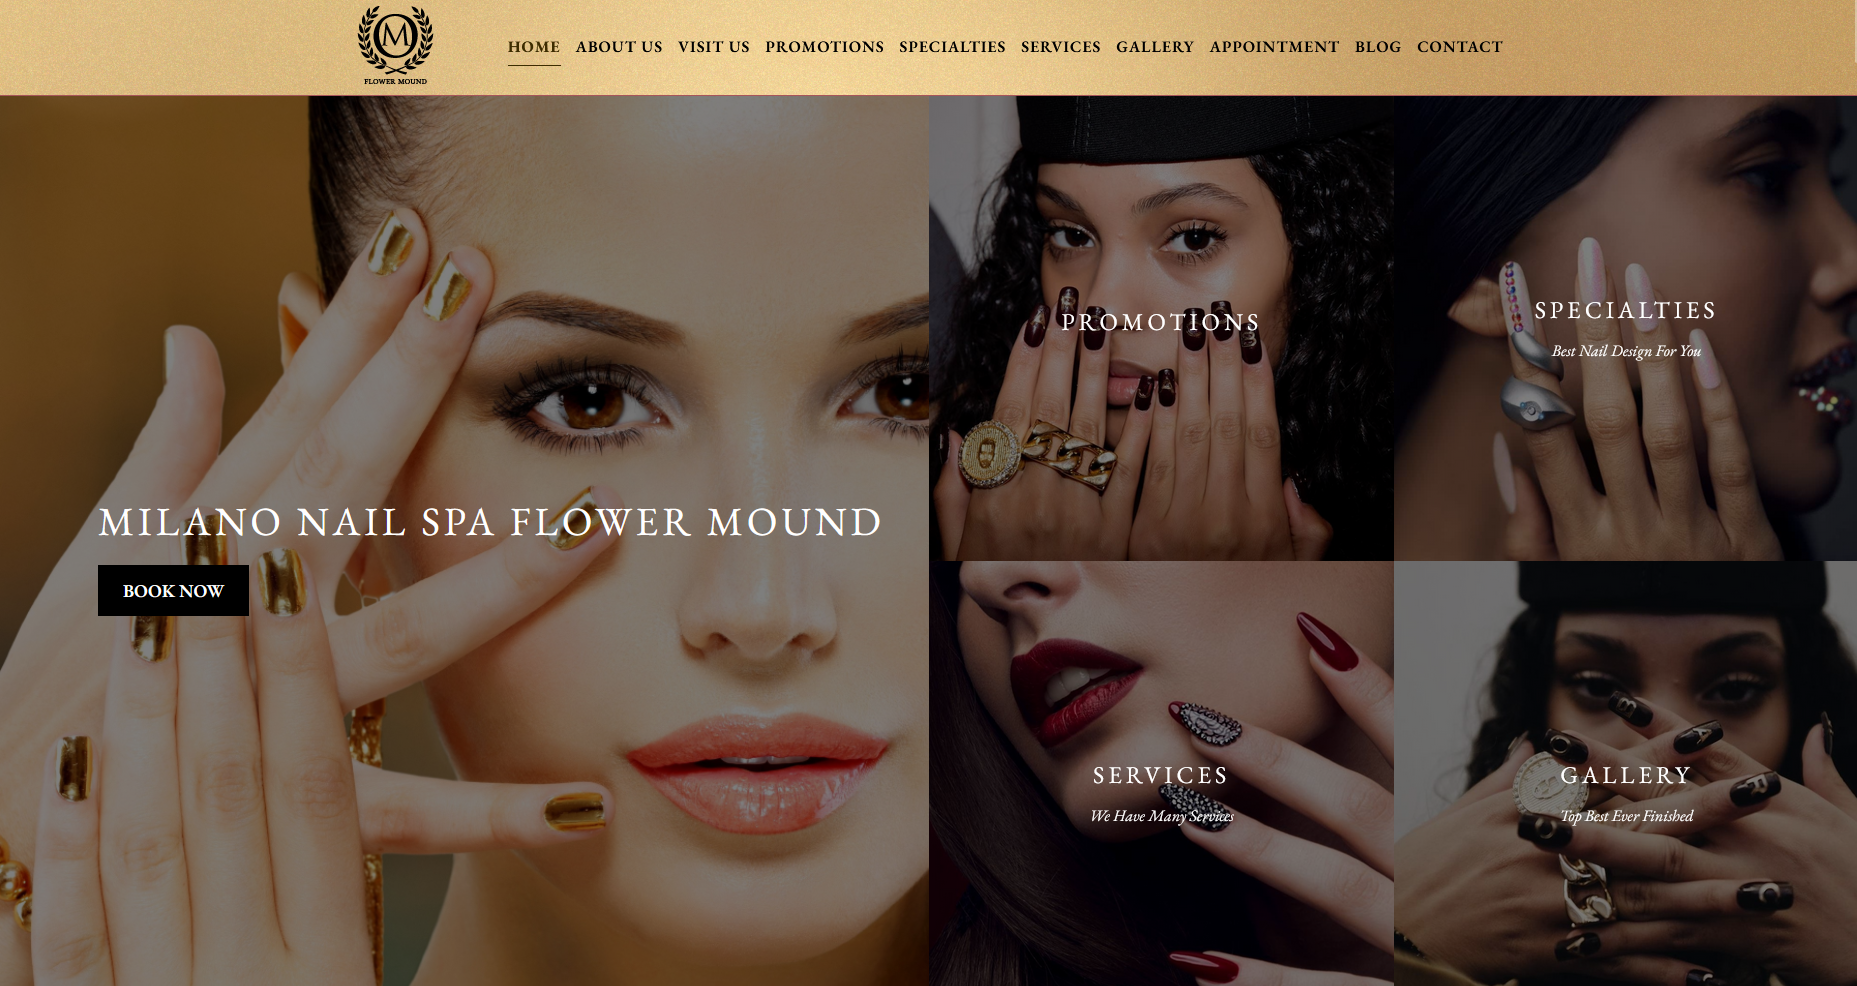 M
FLOWER MOUND
HOME ABOUT US VISIT US PROMOTIONS SPECIALTIES SERVICES GALLERY APPOINTMENT BLOG CONTACT
MILANO NAIL SPA FLOWER MOUND
BOOK NOW
PROMOTIONS
SPECIALTIES
Best Nail Design For You
SERVICES
We Have Many Services
GALLERY
Top Best Ever Finished